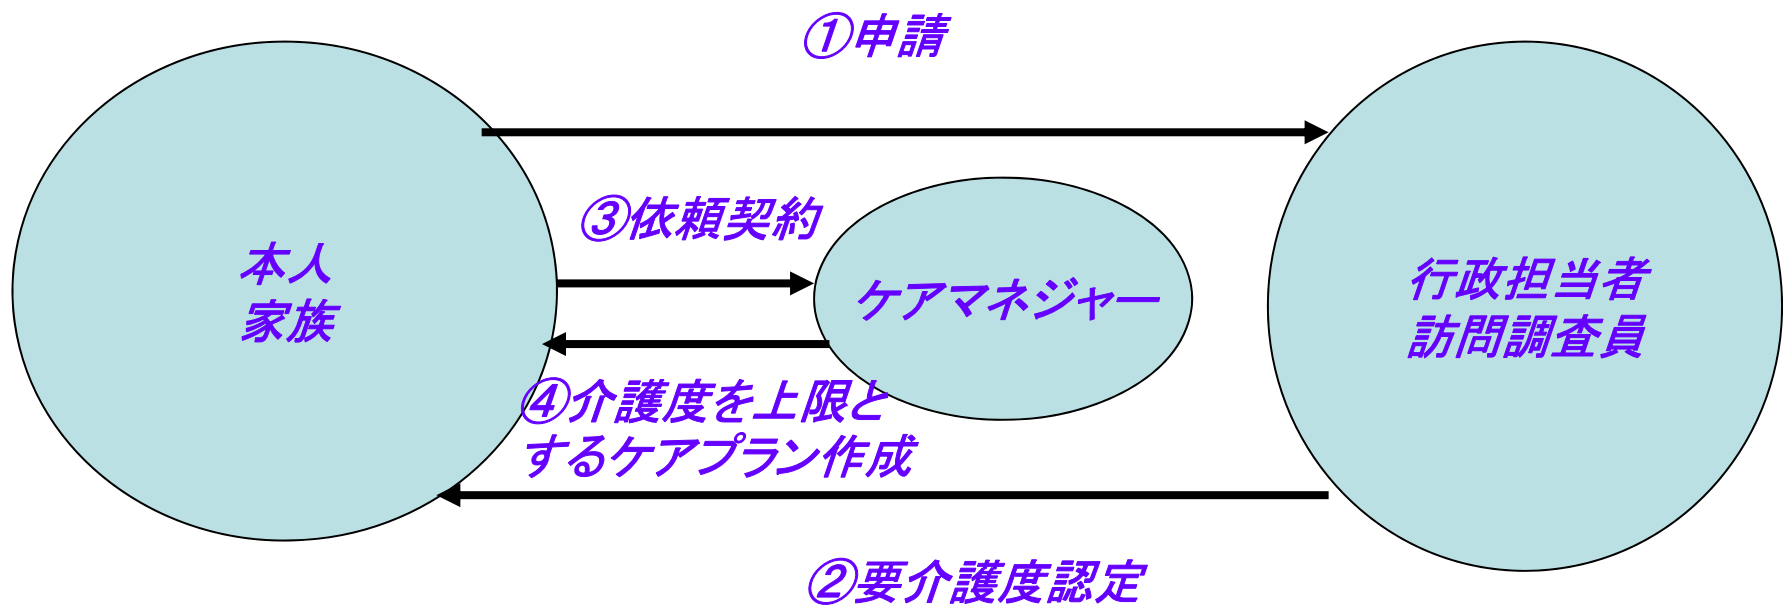 ①申請
③依頼契約
本人
家族
ケアマネジャー
行政担当者
訪問調査員
④介護度を上限と
するケアプラン作成
②要介護度認定